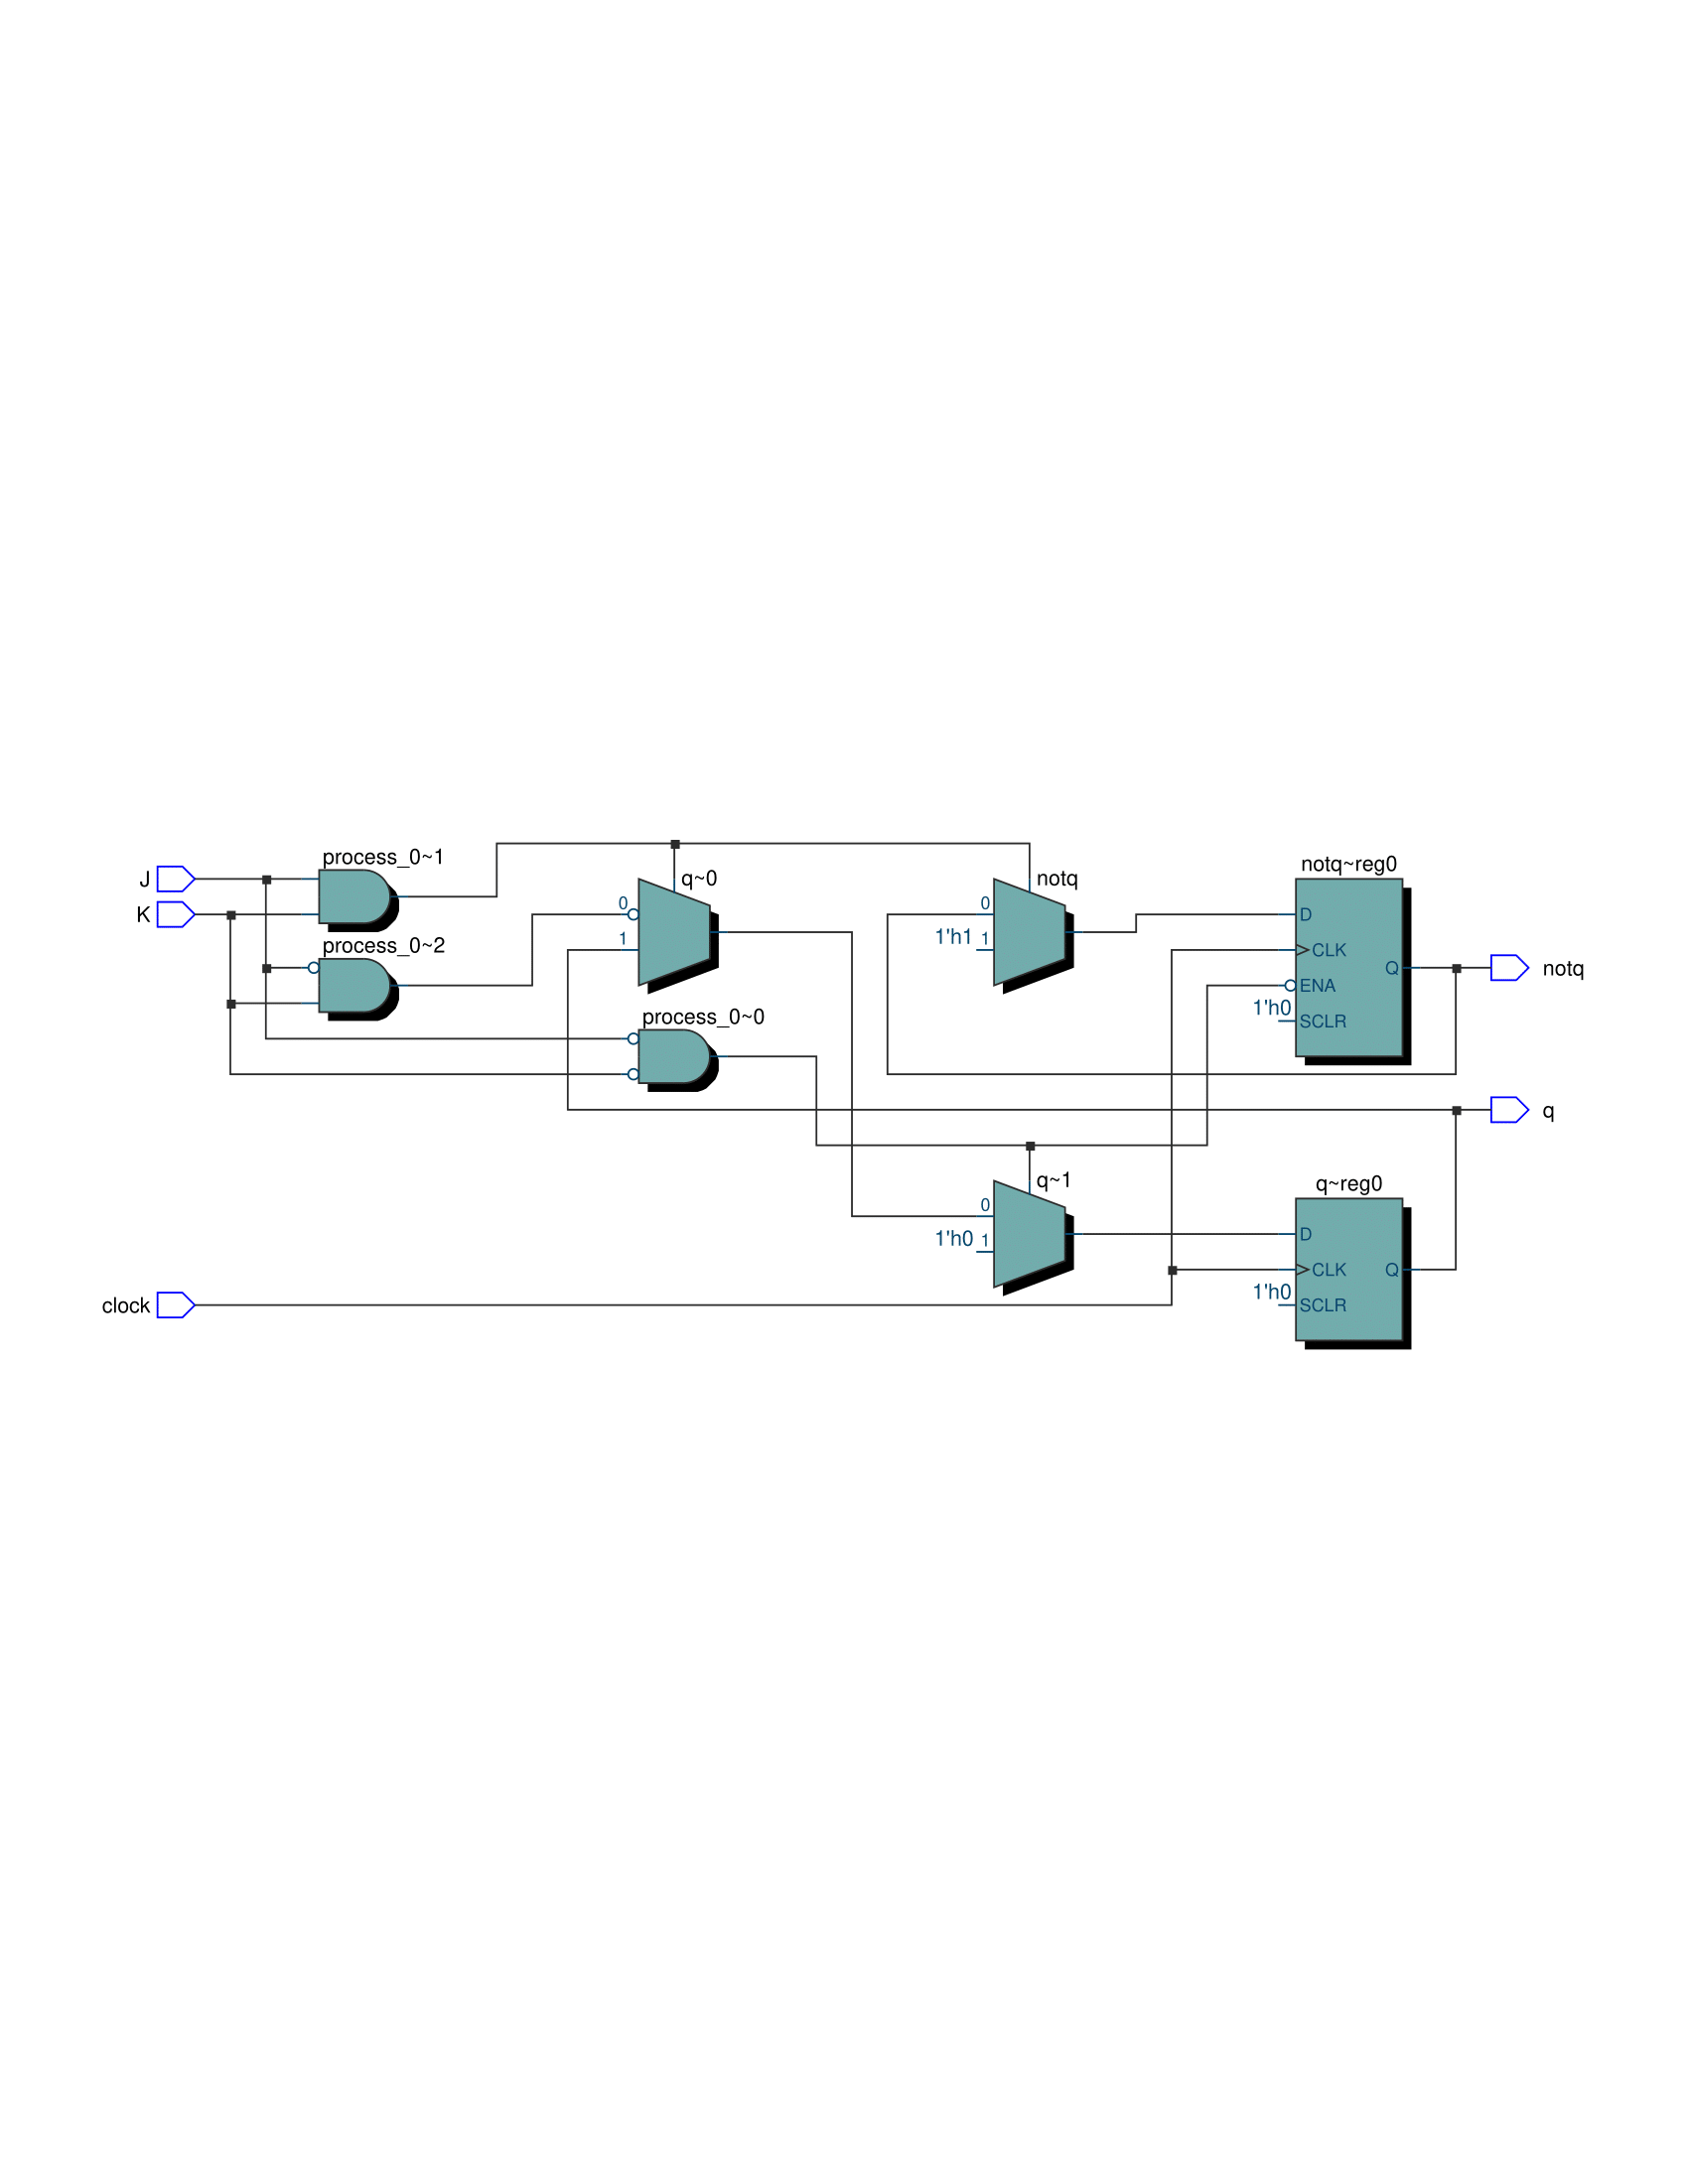 process_0~1
J
K
q~0
0
1
process_0~2
process_0~0
notq
0
1'h1 1
notq~reg0
D
CLK
Q
ENA
1'h0
SCLR
notq
q
q~1
0
1'h0 1
q~reg0
D
CLK
Q
1'h0
SCLR
clock